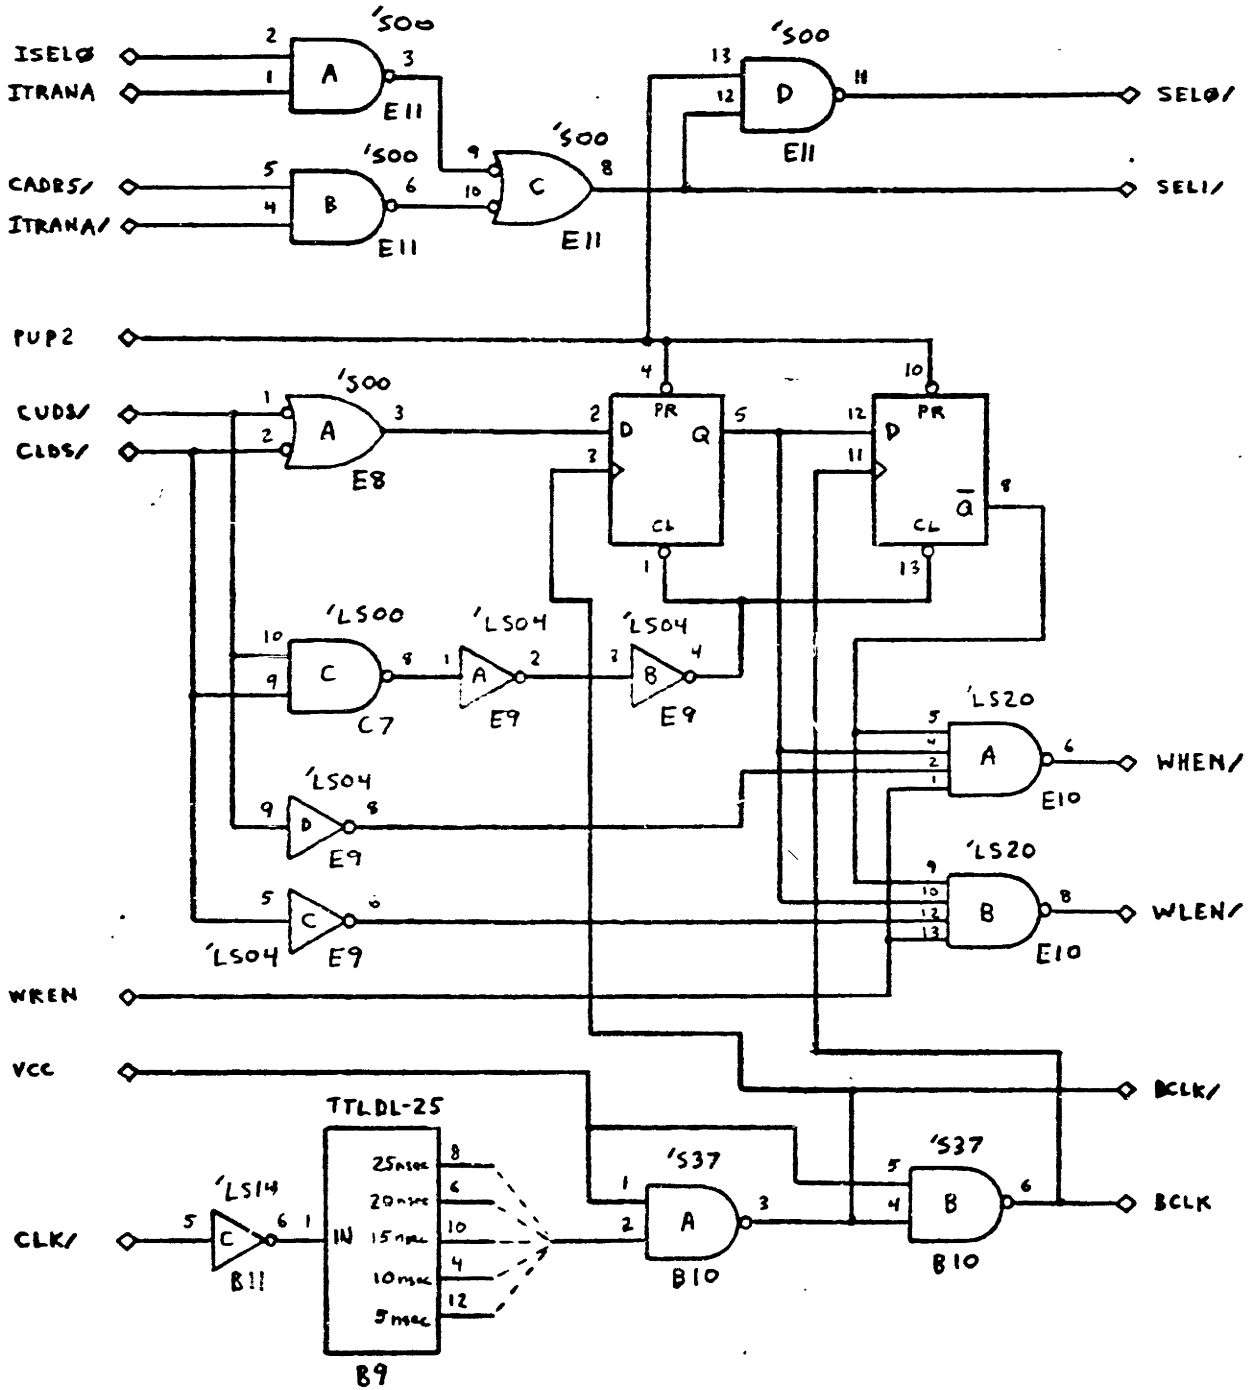 'S00
'S00
ISELØ
2
3
13
11
A
D
SELØ/
ITRANA
1
12
E11
'S00
E11
'S00
CADR5/
5
6
9
8
B
10
C
SEL1/
ITRANA/
4
E11
E11
PUP2
4
10
'S00
CUDS/
1
3
2
D
PR
Q
5
12
D
PR
A
CLDS/
2
3
11
E8
CL
Q
8
CL
1
13
'LS00
'LS04
'LS04
10
8
1
A
2
3
B
4
C
9
C7
E9
E9
'LS20
5
4
A
6
WHEN/
2
1
E10
'LS04
9
D
8
E9
'LS20
9
10
B
8
WLEN/
12
13
E10
5
C
6
'LS04
E9
WREN
VCC
BCLK/
TTLDL-25
25nsec
8
'S37
'S37
20nsec
6
1
3
5
B
6
BCLK
'LS14
A
4
CLK/
5
C
6
1
IN
15nsec
10
2
B11
10nsec
4
B10
B10
5nsec
12
B9